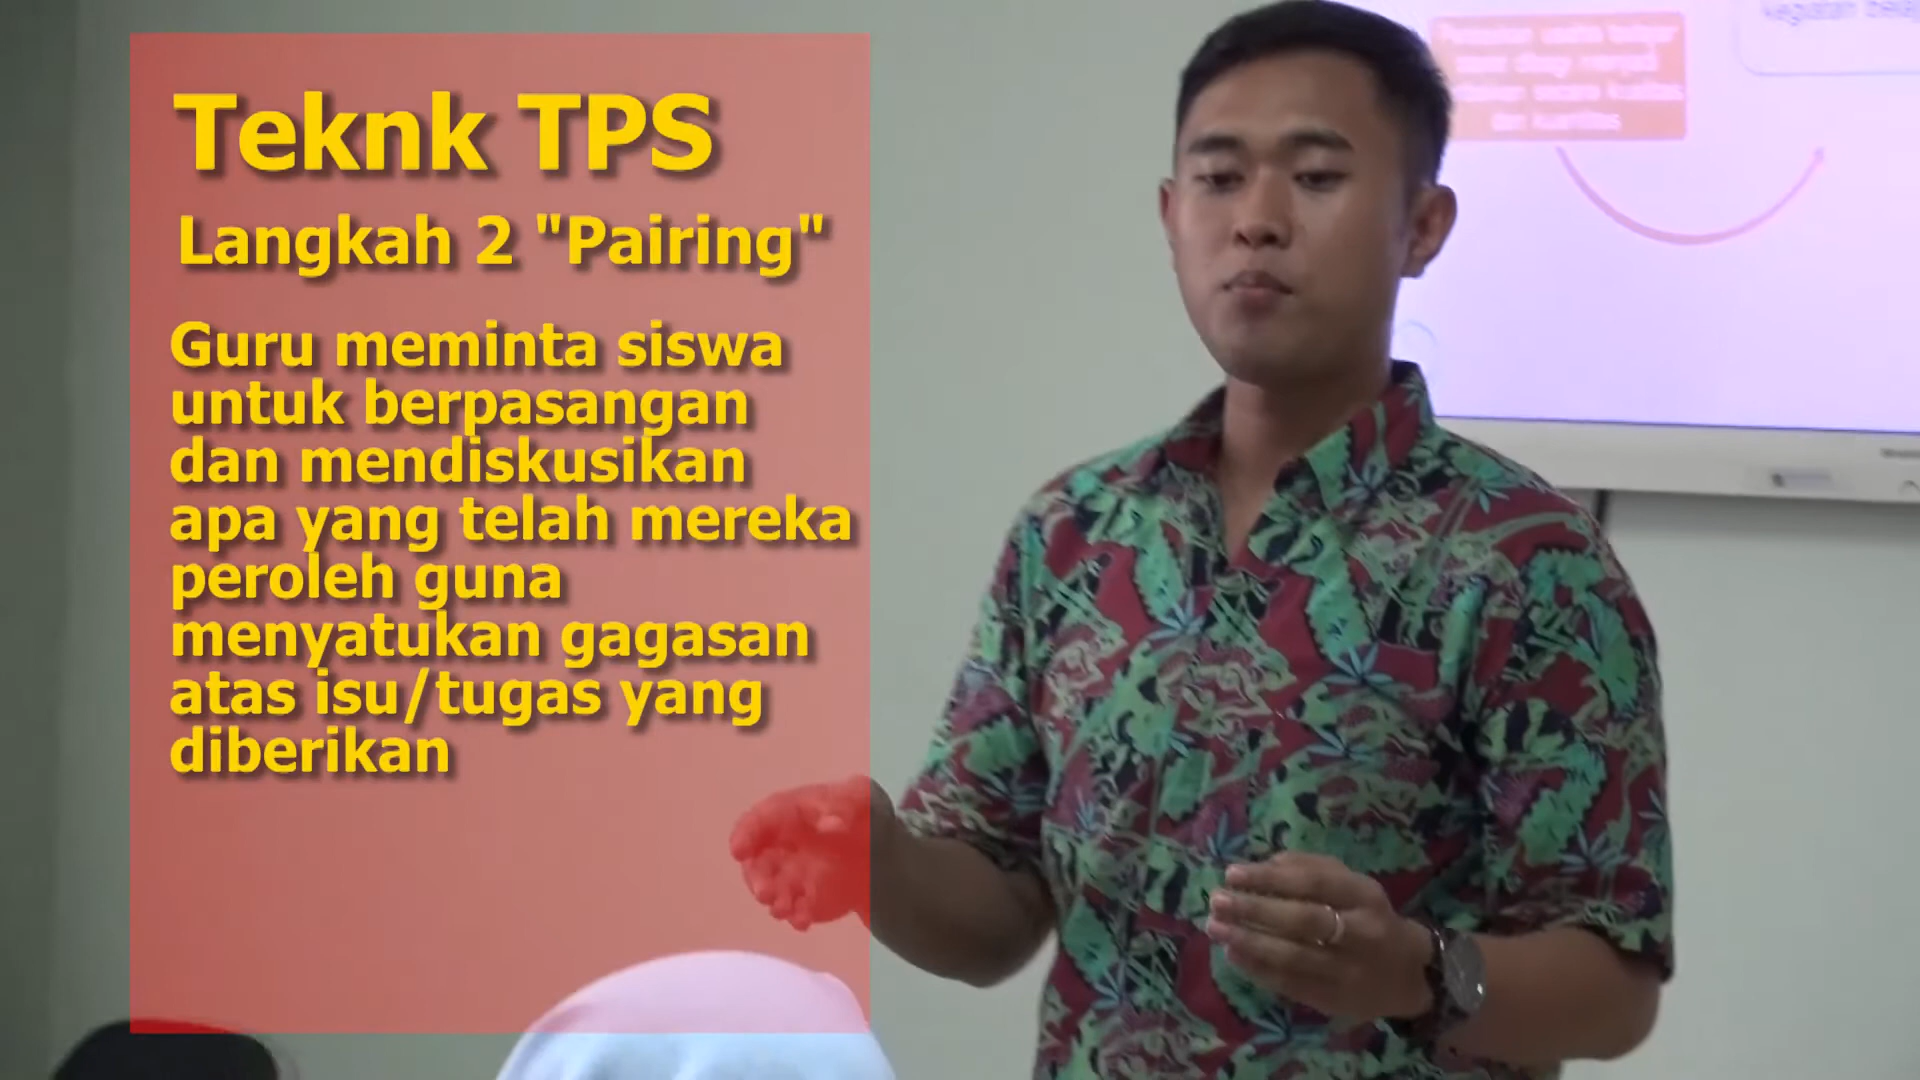 Teknk TPS
Langkah 2 "Pairing"
Guru meminta siswa
untuk berpasangan
dan mendiskusikan
apa yang telah mereka
peroleh guna
menyatukan gagasan
atas isu/tugas yang
diberikan
kegiatan